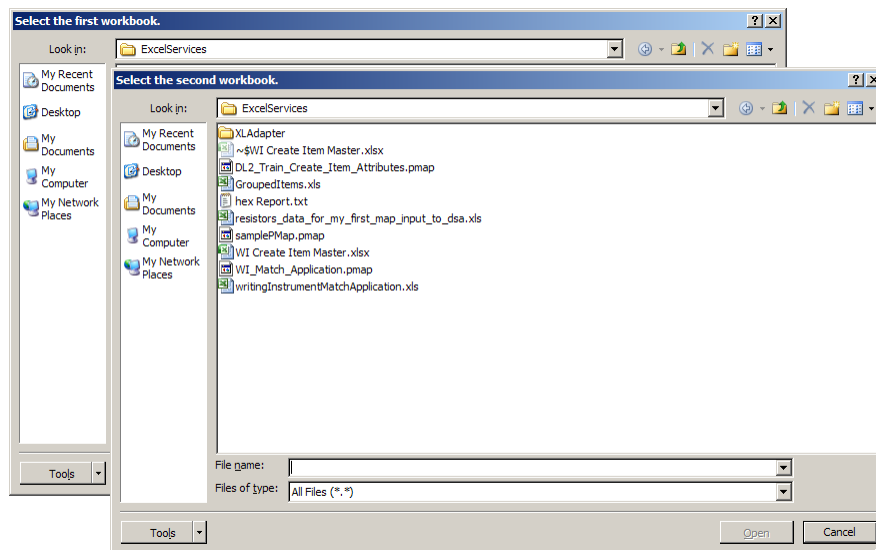 Select the first workbook.
Look in:
ExcelServices
My Recent
Documents
Desktop
My
Documents
My
Computer
My Network
Places
Tools
Select the second workbook.
Look in:
ExcelServices
My Recent
Documents
Desktop
My
Documents
My
Computer
My Network
Places
XLAdapter
~$WI Create Item Master.xlsx
DL2_Train_Create_Item_Attributes.pmap
GroupedItems.xls
hex Report.txt
resistors_data_for_my_first_map_input_to_dsa.xls
samplePMap.pmap
WI Create Item Master.xlsx
WI_Match_Application.pmap
writingInstrumentMatchApplication.xls
File name:
Files of type:
All Files (*.*)
Tools
Open
Cancel